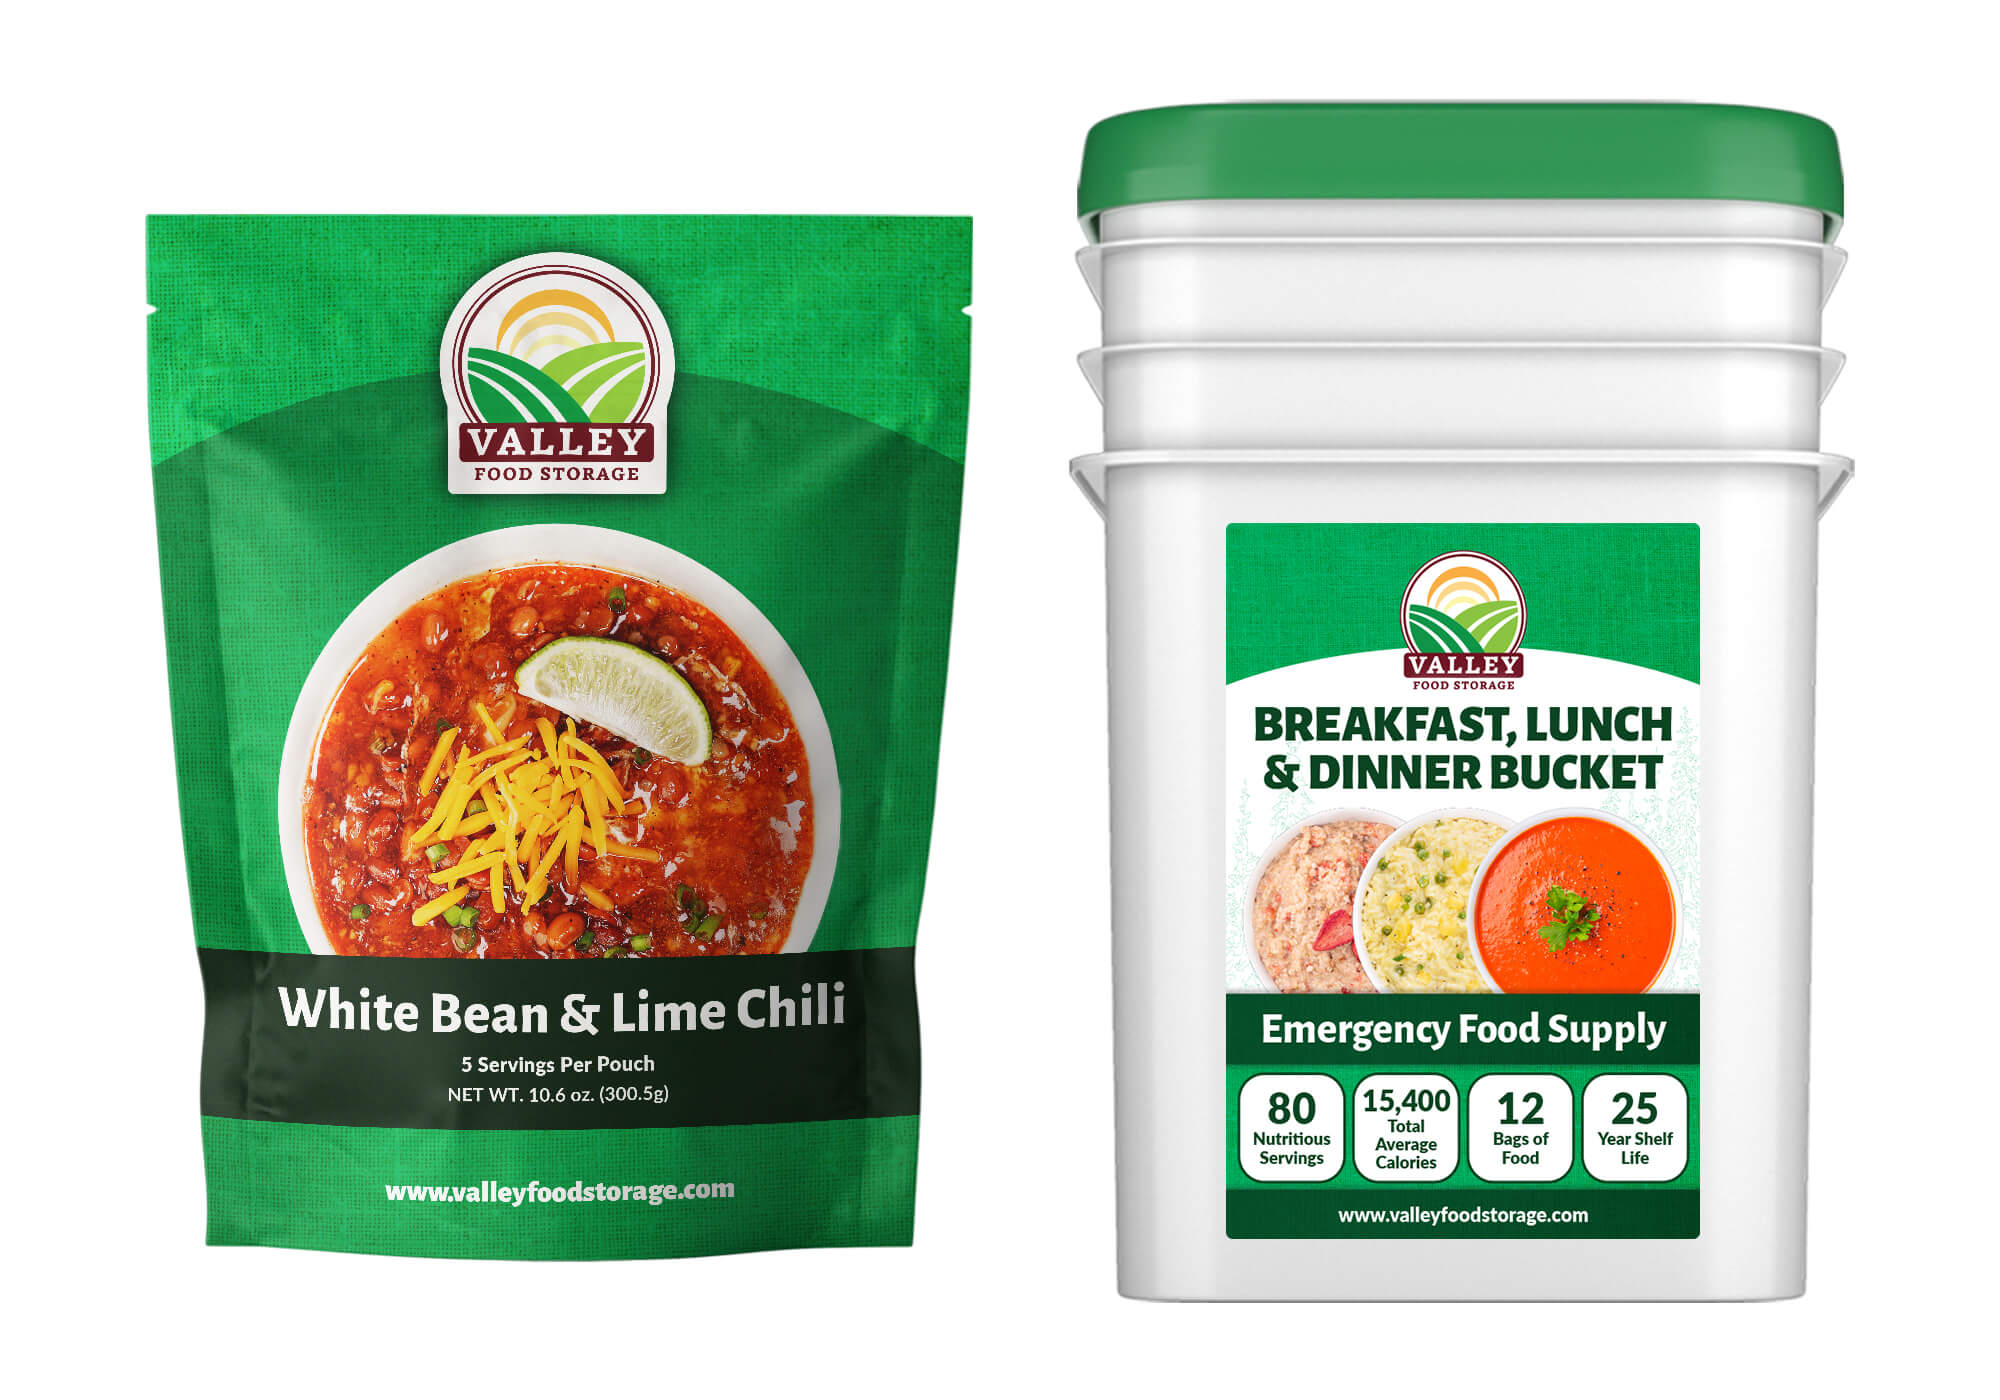 VALLEY
FOOD STORAGE
White Bean & Lime Chili
5 Servings Per Pouch
NET WT. 10.6 oz. (300.5g)
www.valleyfoodstorage.com
VALLEY
FOOD STORAGE
BREAKFAST, LUNCH
& DINNER BUCKET
Emergency Food Supply
80
Nutritious
Servings
15,400
Total
Average
Calories
12
Bags of
Food
25
Year Shelf
Life
www.valleyfoodstorage.com